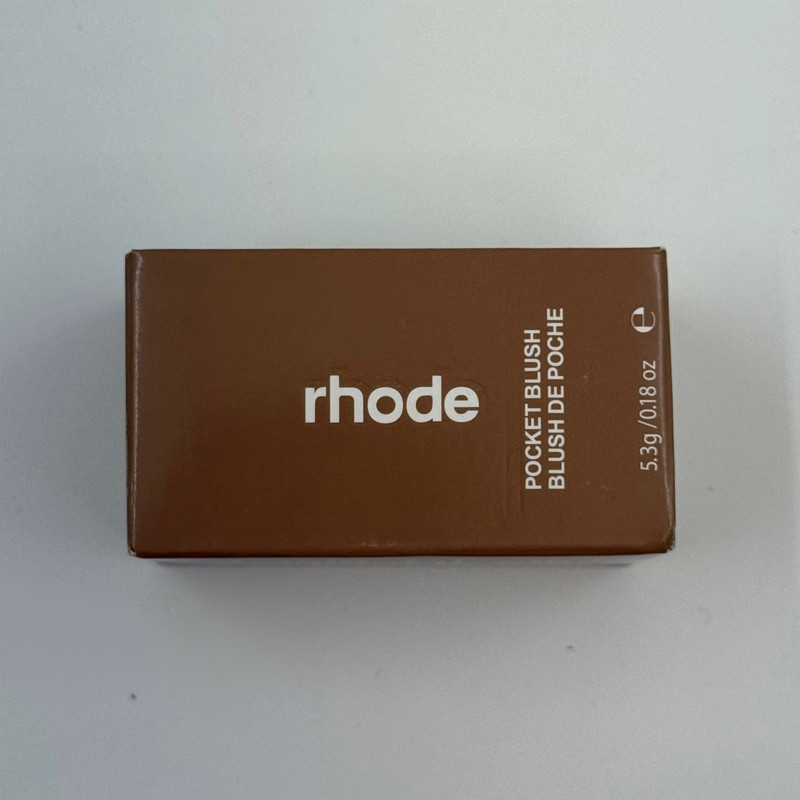 rhode
POCKET BLUSH
BLUSH DE POCHE
5.3g /0.18 oz ℮